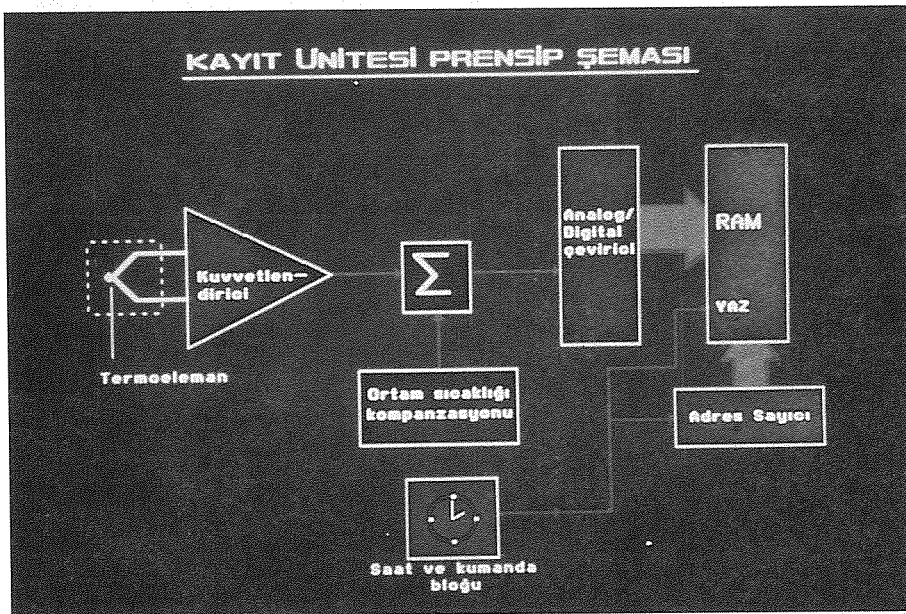 KAYIT ÜNİTESİ PRENSİP ŞEMASI
Analog/
Digital
çevirici
RAM
YAZ
Kuvvetlen-
dirici
Σ
Termoeleman
Ortam sıcaklığı
kompanzasyonu
Adres Sayıcı
Saat ve kumanda
bloğu